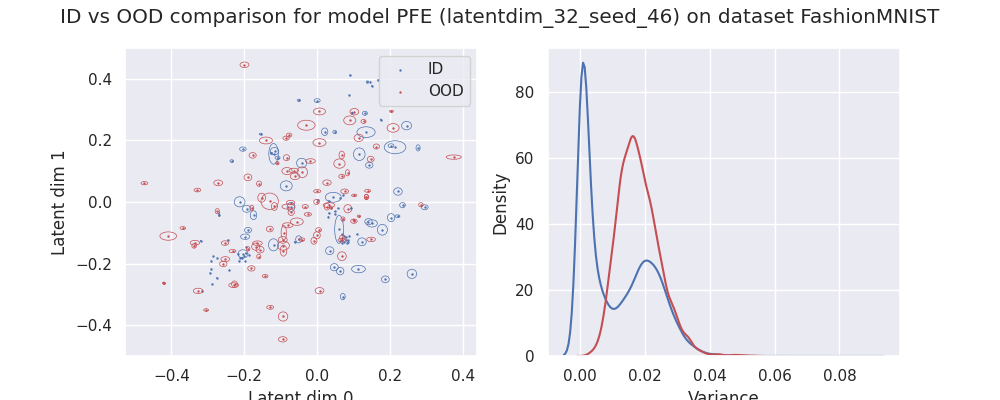 ID vs OOD comparison for model PFE (latentdim_32_seed_46) on dataset FashionMNIST
ID
OOD
Latent dim 1
0.4
0.2
0.0
−0.2
−0.4
−0.4 −0.2 0.0 0.2 0.4
Latent dim 0
Density
80
60
40
20
0
0.00 0.02 0.04 0.06 0.08
Variance